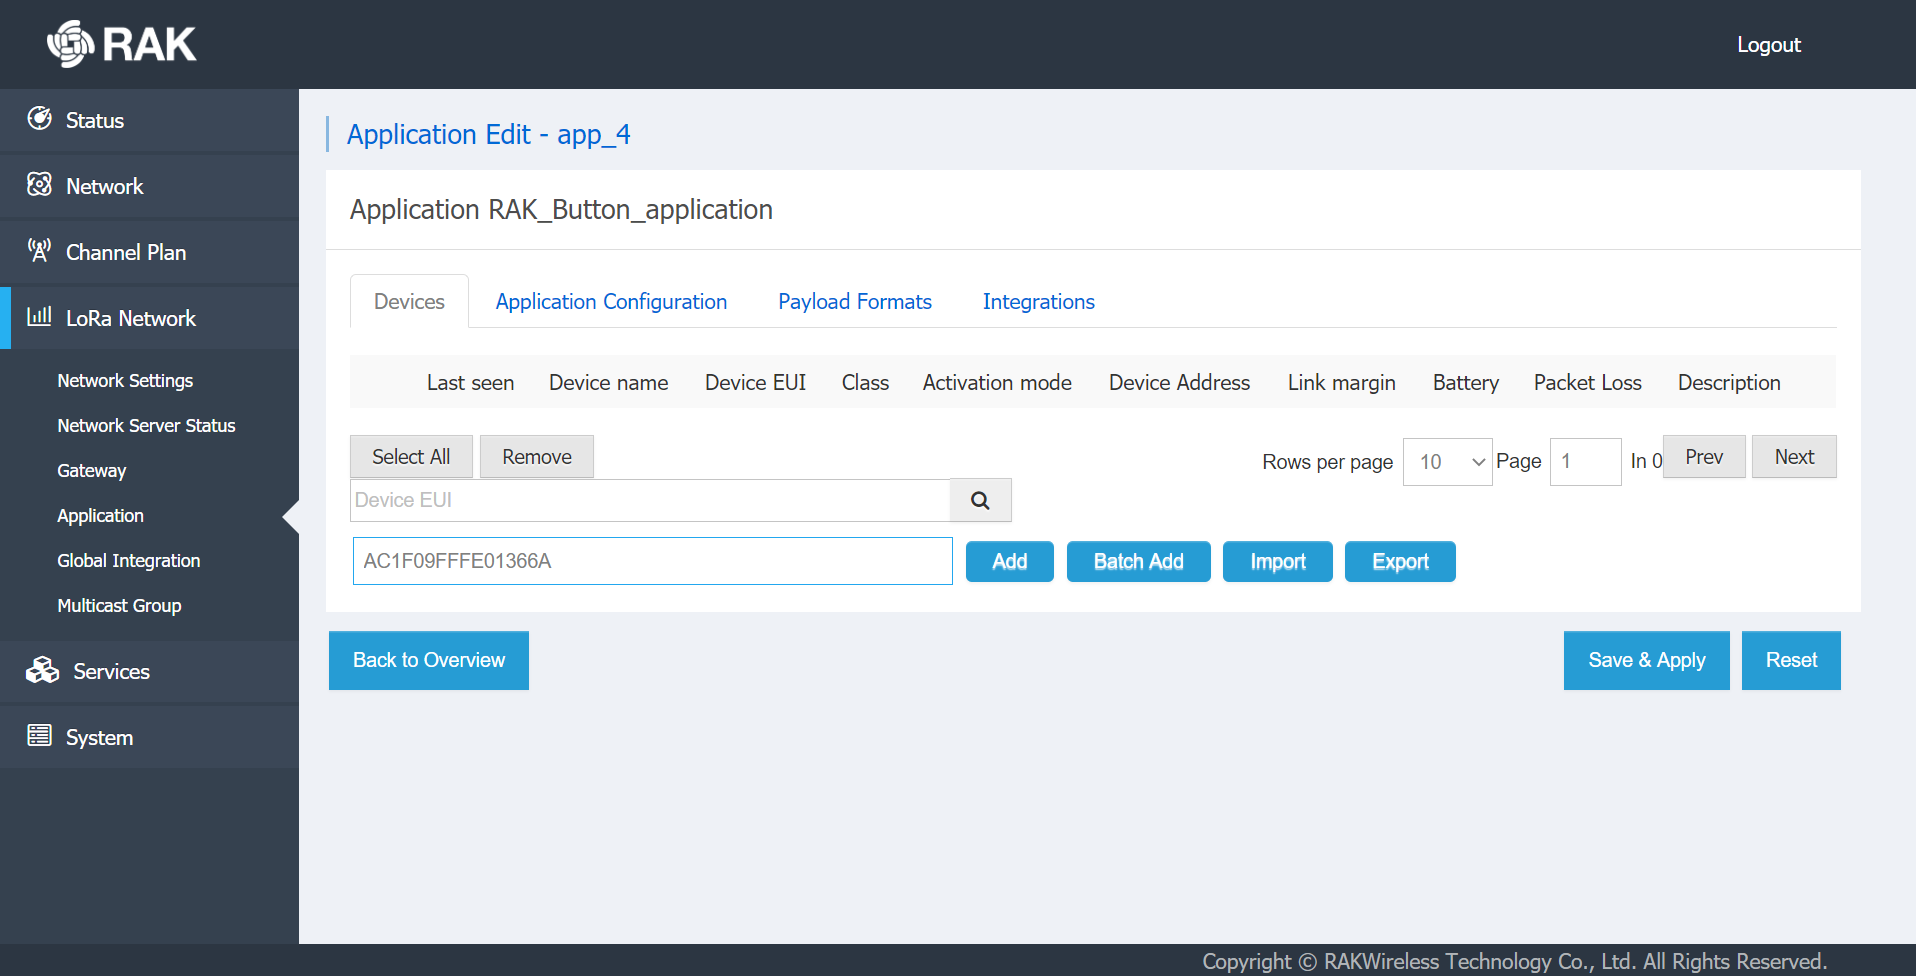 RAK
Logout
Status
Network
Channel Plan
LoRa Network
Network Settings
Network Server Status
Gateway
Application
Global Integration
Multicast Group
Services
System
Application Edit - app_4
Application RAK_Button_application
Devices Application Configuration Payload Formats Integrations
Last seen Device name Device EUI Class Activation mode Device Address Link margin Battery Packet Loss Description
Select All Remove Rows per page 10 Page 1 In 0 Prev Next
Device EUI
AC1F09FFFE01366A Add Batch Add Import Export
Back to Overview Save & Apply Reset
Copyright © RAKWireless Technology Co., Ltd. All Rights Reserved.